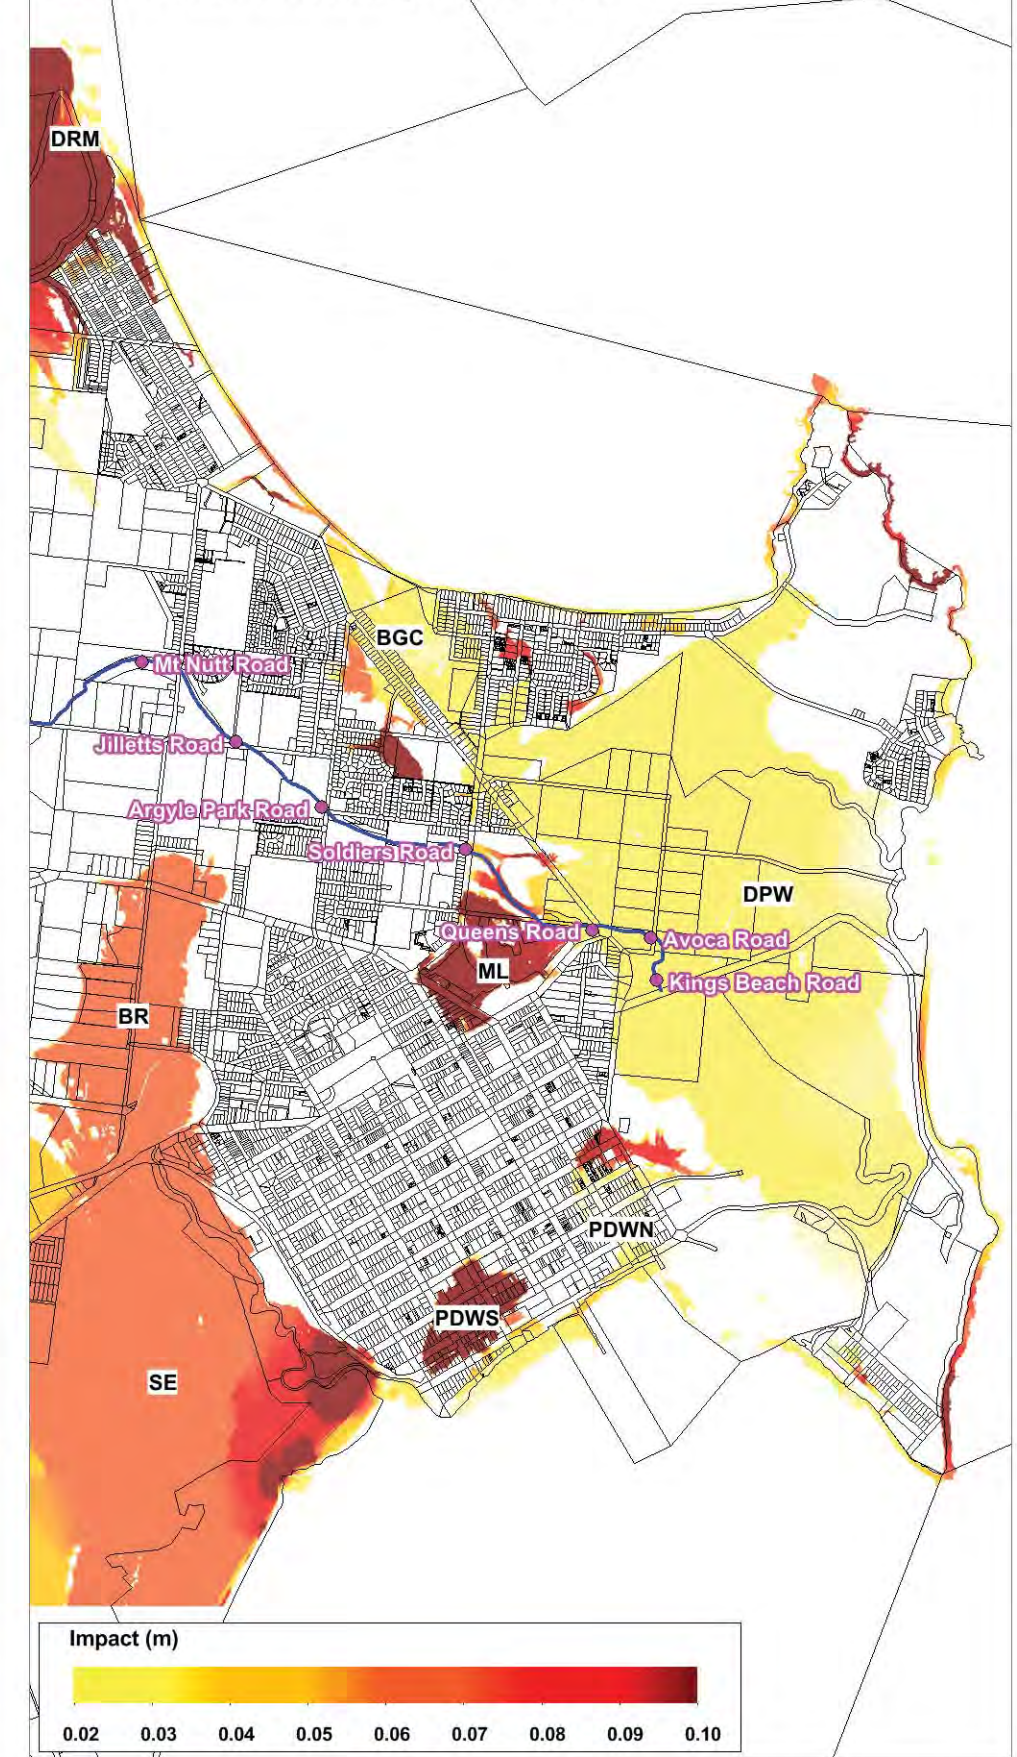 DRM
BGC
Mt Nutt Road
Jilletts Road
Argyle Park Road
Soldiers Road
DPW
Queens Road
Avoca Road
ML
Kings Beach Road
BR
PDWN
PDWS
SE
Impact (m)
0.02 0.03 0.04 0.05 0.06 0.07 0.08 0.09 0.10